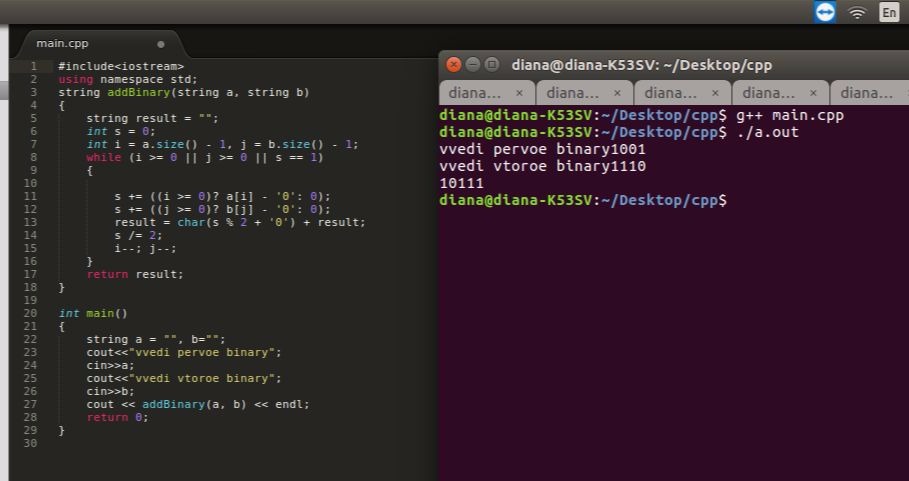 En
main.cpp
1 #include<iostream>
2 using namespace std;
3 string addBinary(string a, string b)
4 {
5 string result = "";
6 int s = 0;
7 int i = a.size() - 1, j = b.size() - 1;
8 while (i >= 0 || j >= 0 || s == 1)
9 {
10
11 s += ((i >= 0)? a[i] - '0': 0);
12 s += ((j >= 0)? b[j] - '0': 0);
13 result = char(s % 2 + '0') + result;
14 s /= 2;
15 i--; j--;
16 }
17 return result;
18 }
19
20 int main()
21 {
22 string a = "", b="";
23 cout<<"vvedi pervoe binary";
24 cin>>a;
25 cout<<"vvedi vtoroe binary";
26 cin>>b;
27 cout << addBinary(a, b) << endl;
28 return 0;
29 }
30
diana@diana-K53SV: ~/Desktop/cpp
diana... × diana... × diana... × diana... × diana...
diana@diana-K53SV:~/Desktop/cpp$ g++ main.cpp
diana@diana-K53SV:~/Desktop/cpp$ ./a.out
vvedi pervoe binary1001
vvedi vtoroe binary1110
10111
diana@diana-K53SV:~/Desktop/cpp$